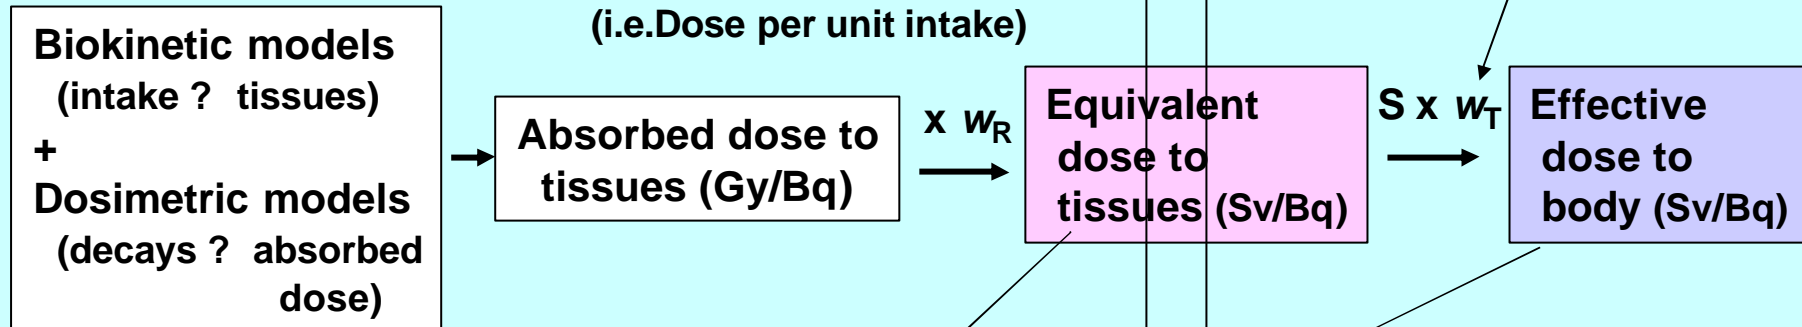 (i.e.Dose per unit intake)
Biokinetic models
(intake ? tissues)
+
Dosimetric models
(decays ? absorbed
dose)
Absorbed dose to
tissues (Gy/Bq)
x wR
Equivalent
dose to
tissues (Sv/Bq)
S x wT
Effective
dose to
body (Sv/Bq)